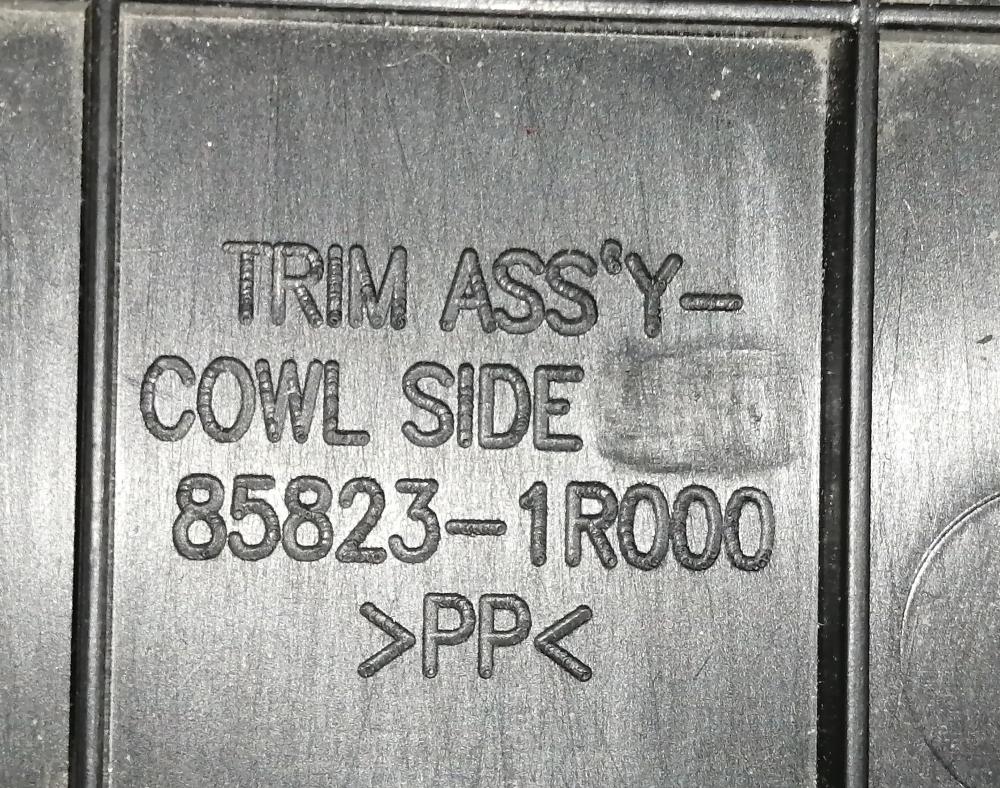 TRIM ASS'Y-
COWL SIDE
85823-1R000
>PP<